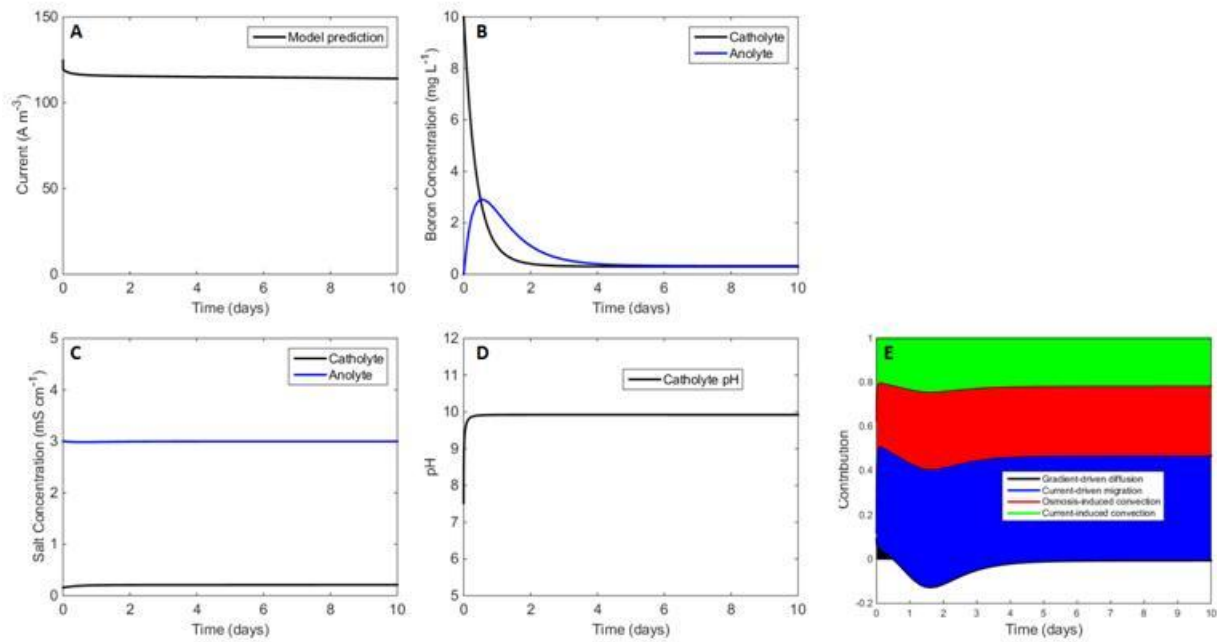 A
Model prediction
150
100
50
0
Current (A m⁻³)
0 2 4 6 8 10
Time (days)
B
Catholyte
Anolyte
10
8
6
4
2
0
Boron Concentration (mg L⁻¹)
0 2 4 6 8 10
Time (days)
C
Catholyte
Anolyte
5
4
3
2
1
0
Salt Concentration (mS cm⁻¹)
0 2 4 6 8 10
Time (days)
D
Catholyte pH
12
11
10
9
8
7
6
5
pH
0 2 4 6 8 10
Time (days)
E
1
0.8
0.6
0.4
0.2
0
-0.2
Contribution
Gradient-driven diffusion
Current-driven migration
Osmosis-induced convection
Current-induced convection
0 1 2 3 4 5 6 7 8 9 10
Time (days)